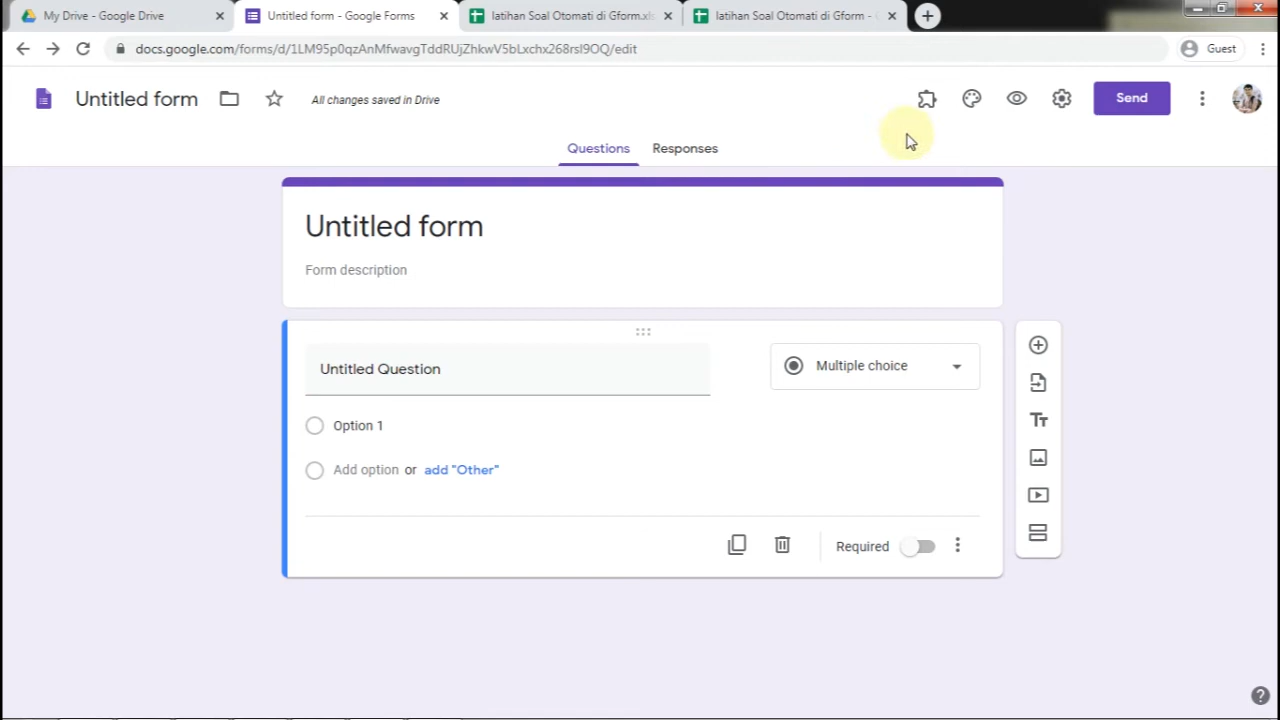 My Drive - Google Drive
Untitled form - Google Forms
latihan Soal Otomati di Gform.xls
latihan Soal Otomati di Gform - G
docs.google.com/forms/d/1LM95p0qzAnMfwavgTddRUjZhkwV5bLxchx268rsl9OQ/edit
Guest
Untitled form
All changes saved in Drive
Send
Questions
Responses
Untitled form
Form description
Untitled Question
Multiple choice
Option 1
Add option or add "Other"
Required